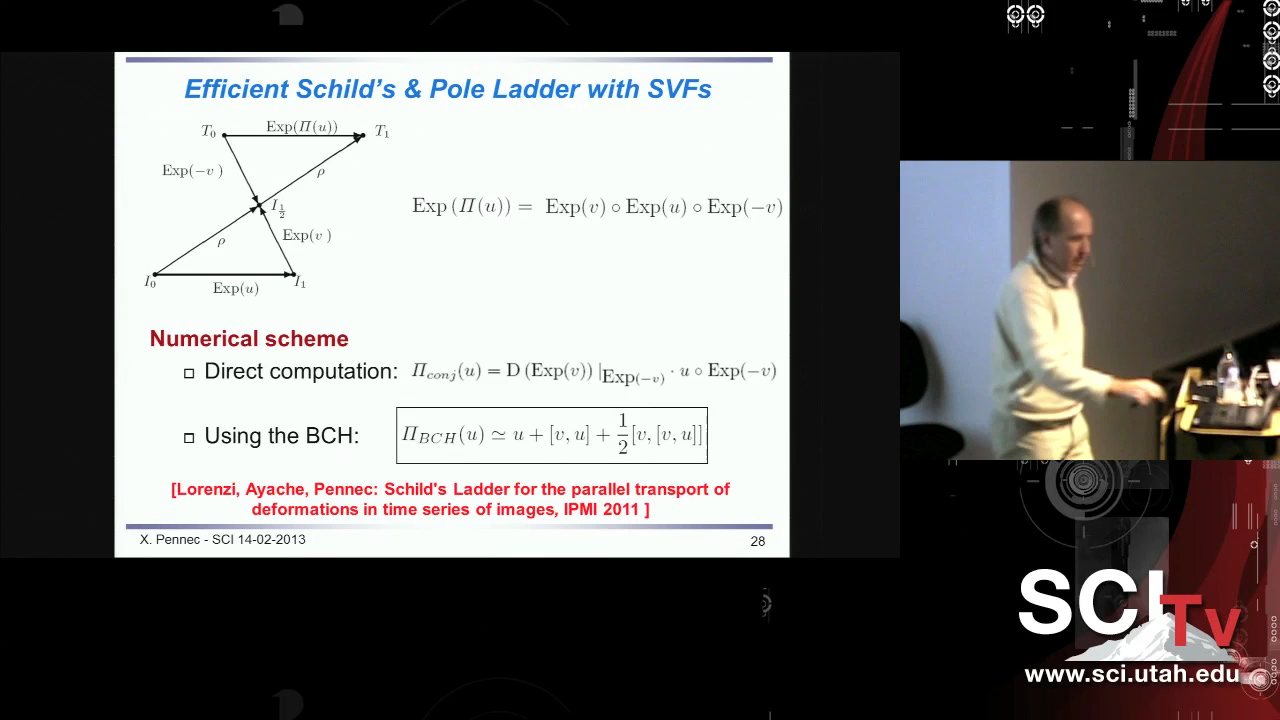 Efficient Schild's & Pole Ladder with SVFs
T₀ Exp(Π(u)) T₁
Exp(−v) ρ
I½
Exp(Π(u)) = Exp(v) ∘ Exp(u) ∘ Exp(−v)
ρ Exp(v)
I₀ Exp(u) I₁
Numerical scheme
Direct computation: Π_conj(u) = D(Exp(v))|_Exp(−v) · u ∘ Exp(−v)
Using the BCH: Π_BCH(u) ≃ u + [v, u] + 1/2[v, [v, u]]
[Lorenzi, Ayache, Pennec: Schild's Ladder for the parallel transport of
deformations in time series of images, IPMI 2011 ]
X. Pennec - SCI 14-02-2013 28
SCI Tv
www.sci.utah.edu